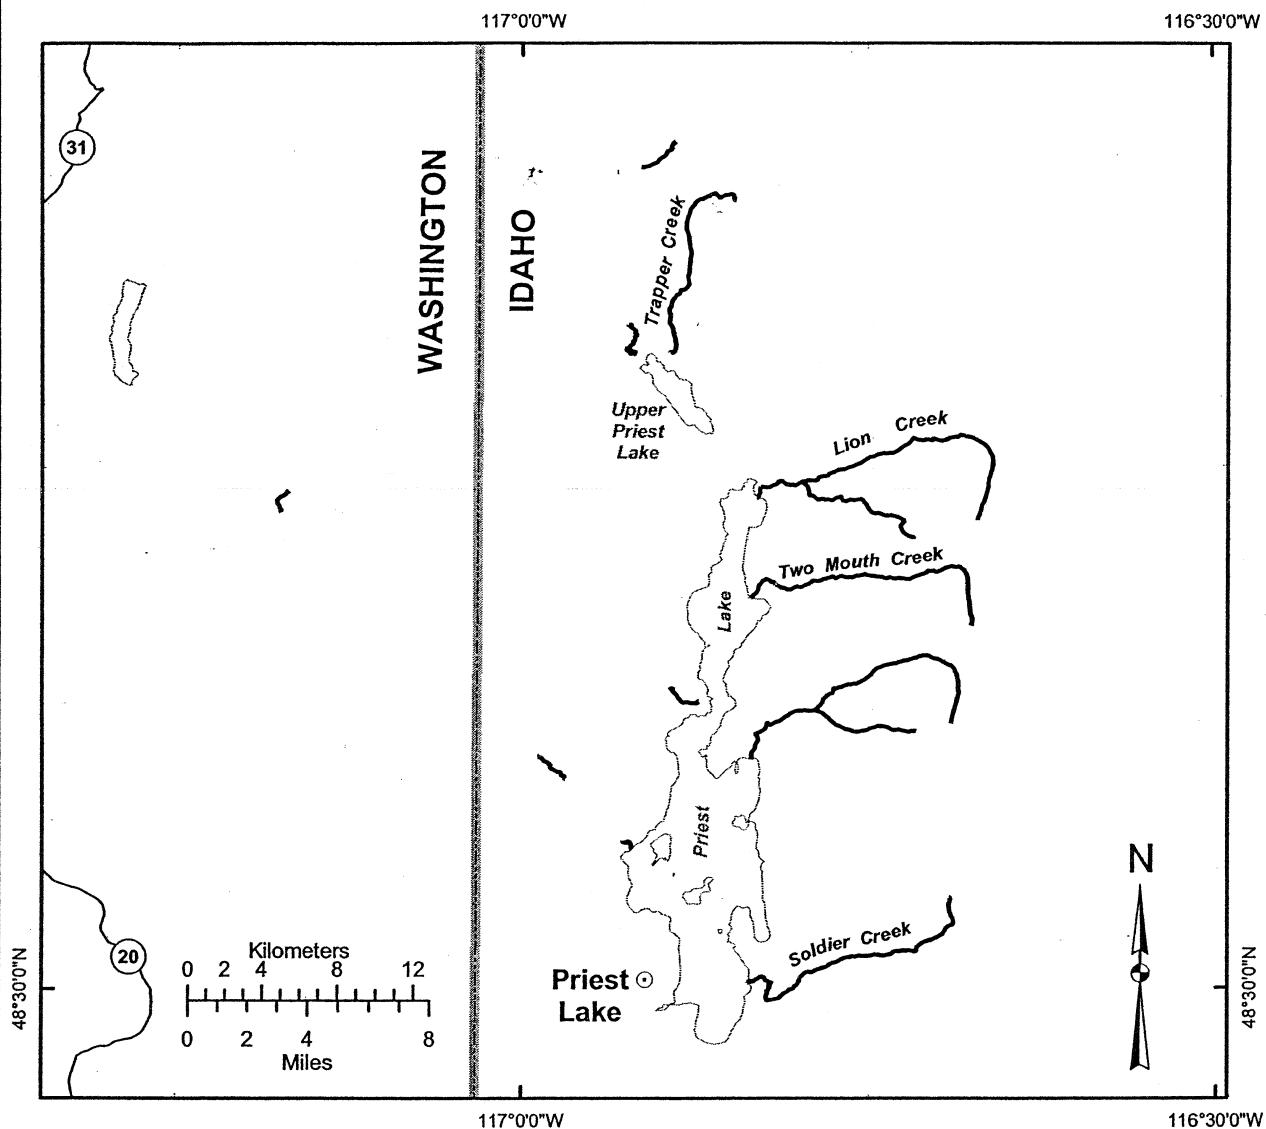 117°0'0"W
116°30'0"W
31
WASHINGTON
IDAHO
Trapper Creek
Upper
Priest
Lake
Lion Creek
Two Mouth Creek
Lake
Priest
N
Soldier Creek
20
Kilometers
0 2 4 8 12
0 2 4 8
Miles
Priest
Lake
48°30'0"N
48°30'0"N
117°0'0"W
116°30'0"W